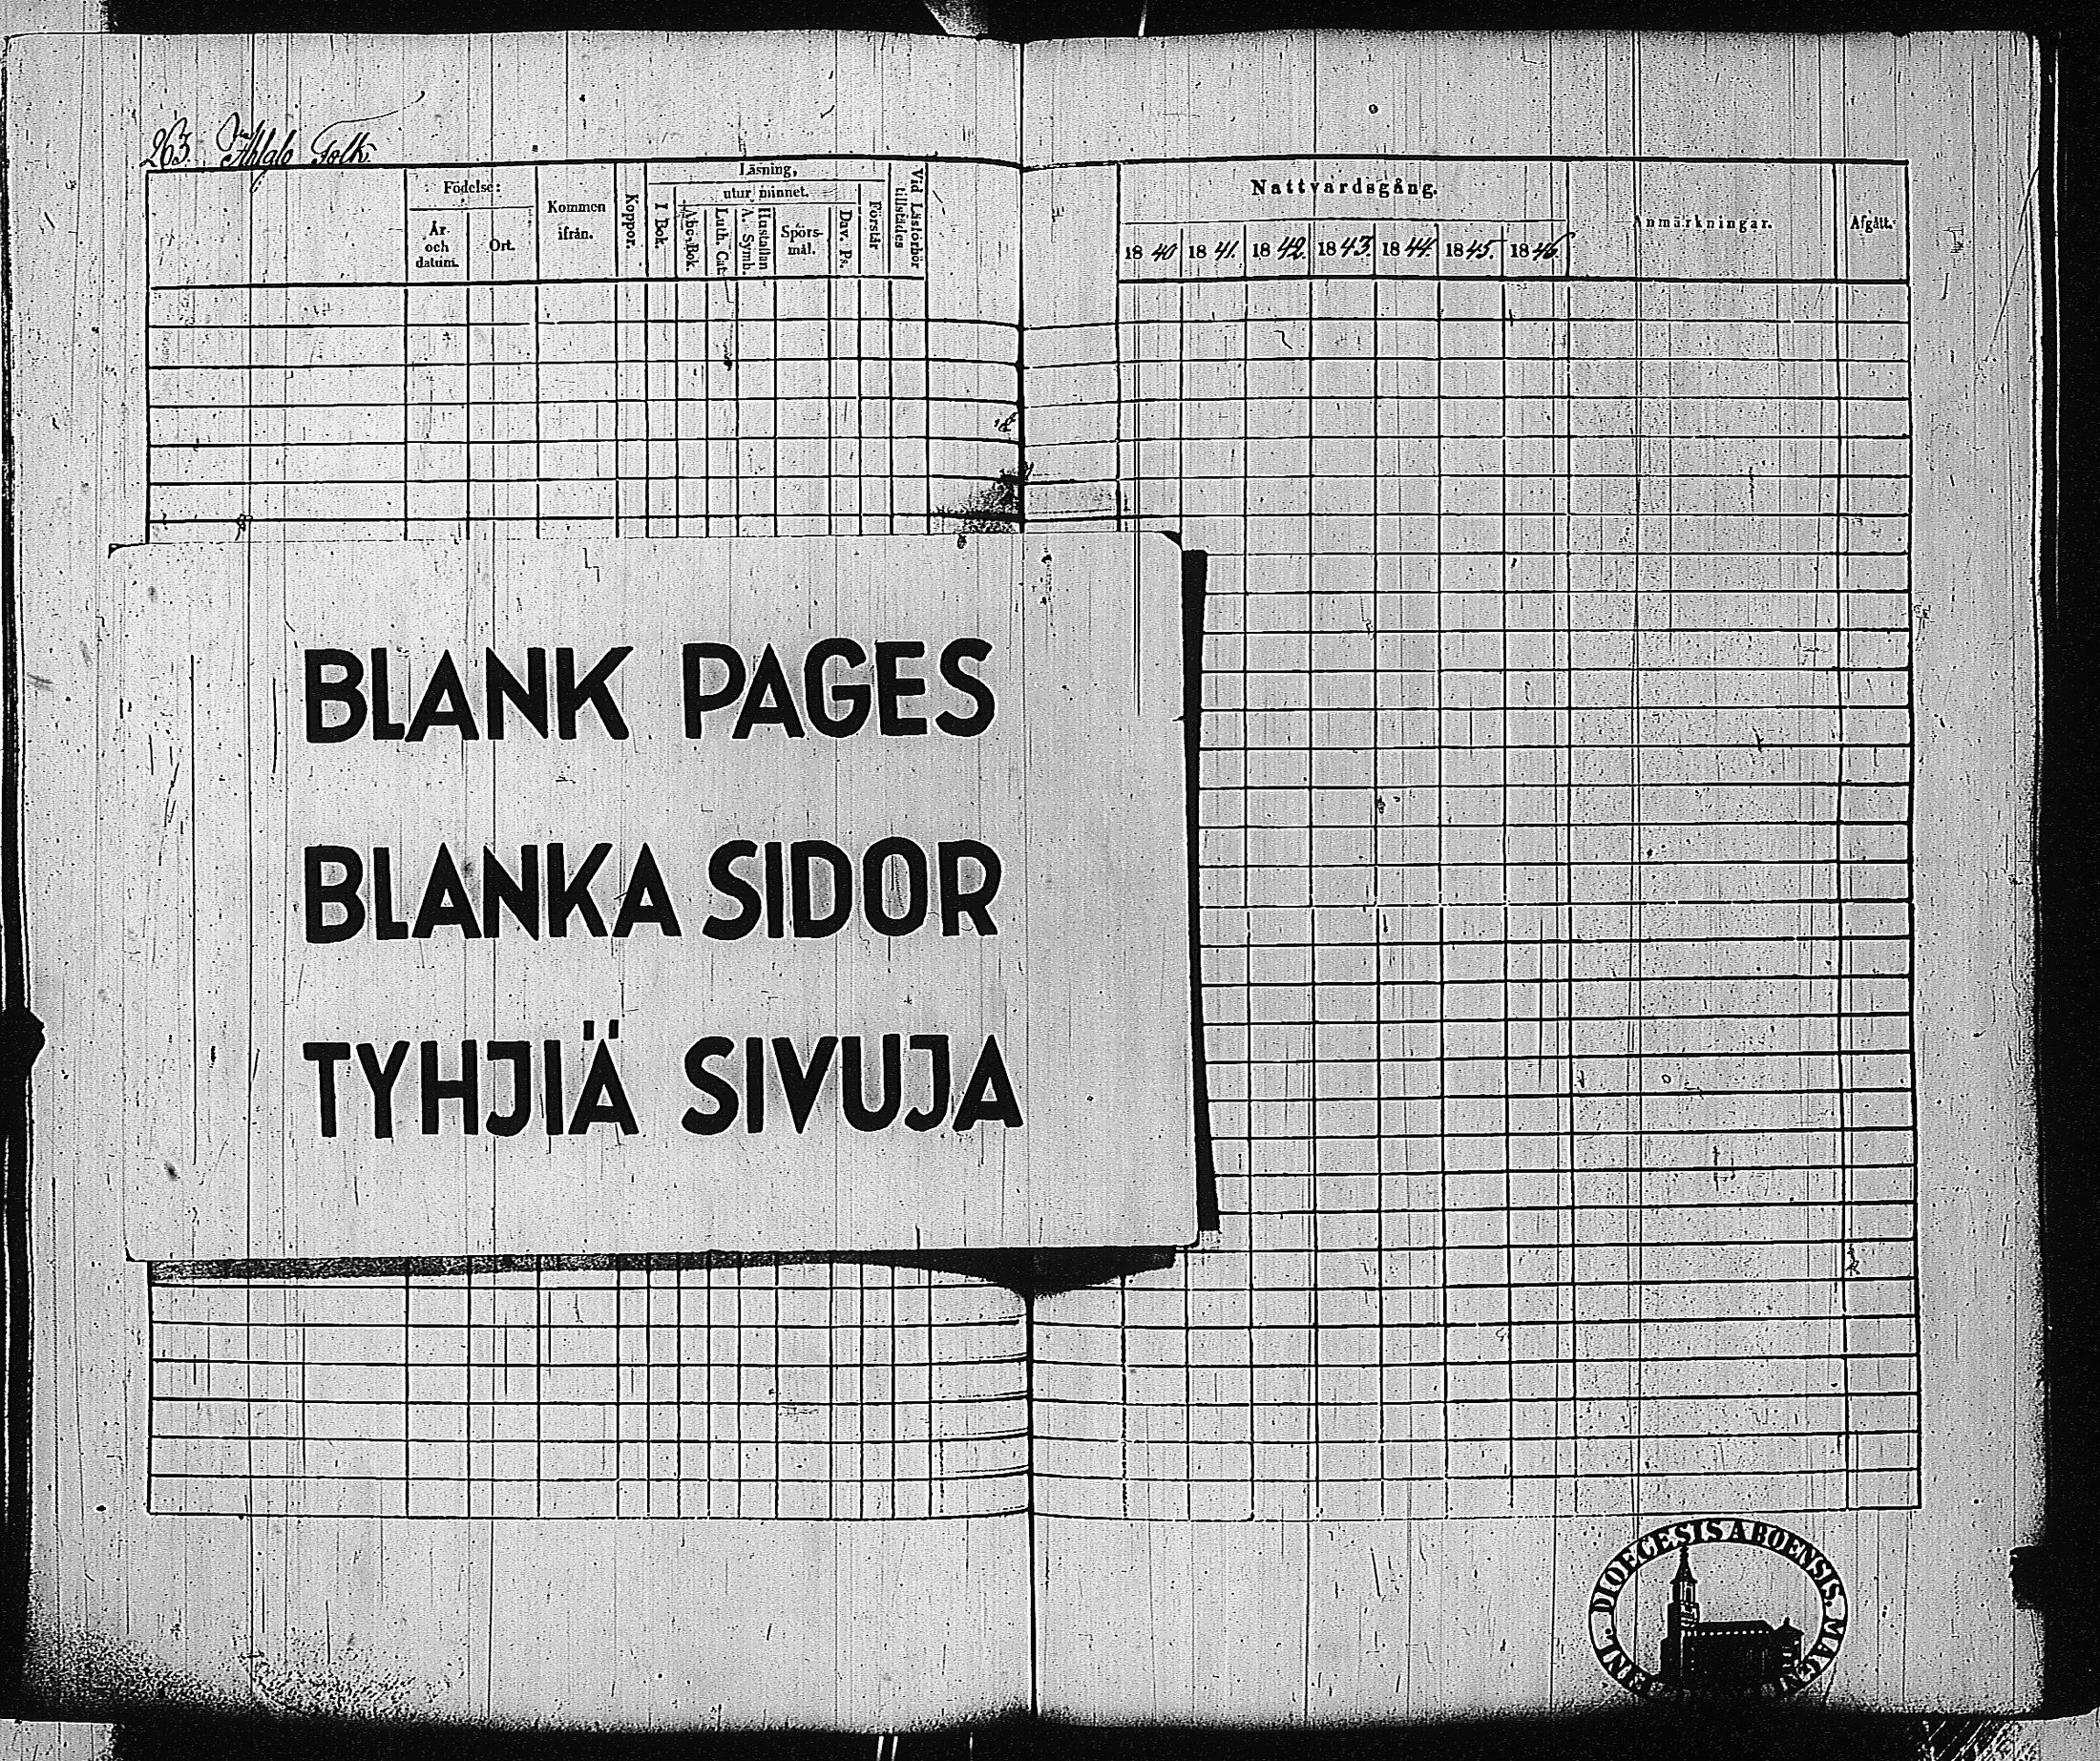 263. Folk
Födelse:
År och datum.
Ort.
Kommen ifrån.
Koppor.
Läsning,
I Bok.
utur minnet.
Abc-Bok.
Luth. Cat.
Hustaflan A. Symb.
Spörs-mål.
Dav. Ps.
Förstår
Vid Läsförhör tillstädes
Nattvardsgång.
1840 1841. 1842. 1843. 1844. 1845. 1846.
Anmärkningar.
Afgått.
BLANK PAGES
BLANKA SIDOR
TYHJIÄ SIVUJA
DIOECESIS ABOENSIS. MAGN